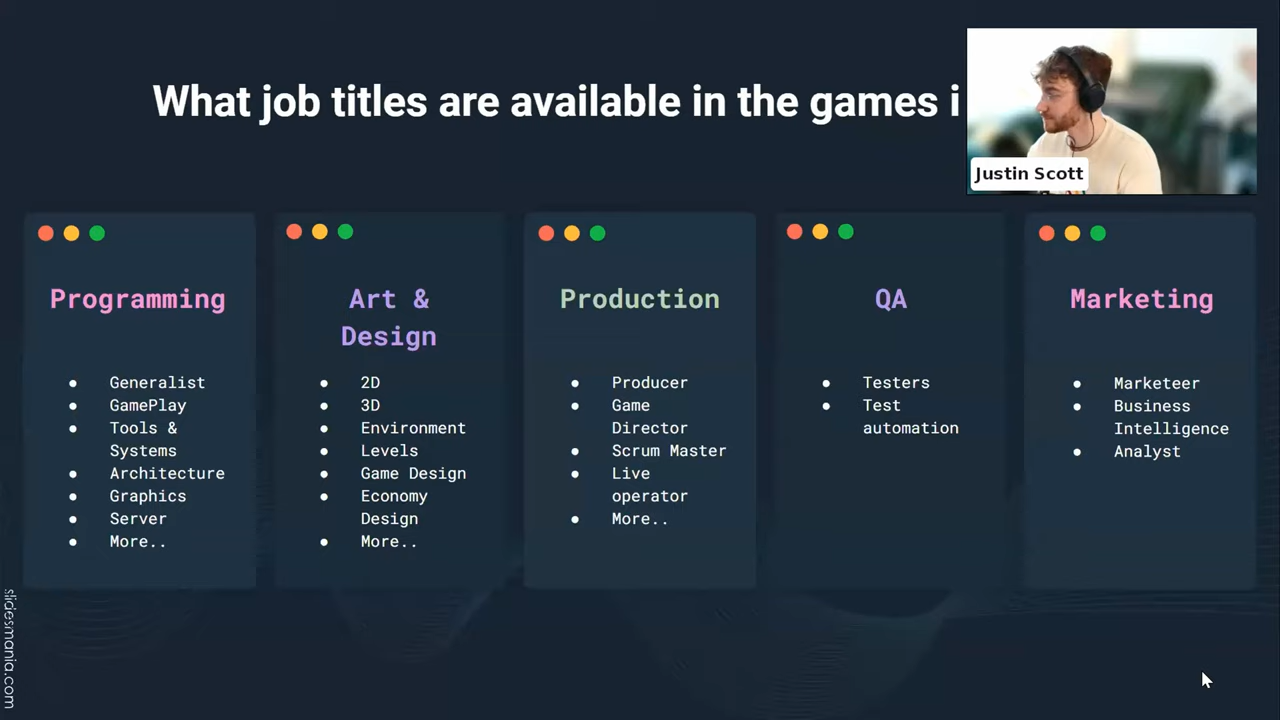 What job titles are available in the games i
Justin Scott
Programming
Generalist
GamePlay
Tools &
Systems
Architecture
Graphics
Server
More..
Art &
Design
2D
3D
Environment
Levels
Game Design
Economy
Design
More..
Production
Producer
Game
Director
Scrum Master
Live
operator
More..
QA
Testers
Test
automation
Marketing
Marketeer
Business
Intelligence
Analyst
slidesmania.com